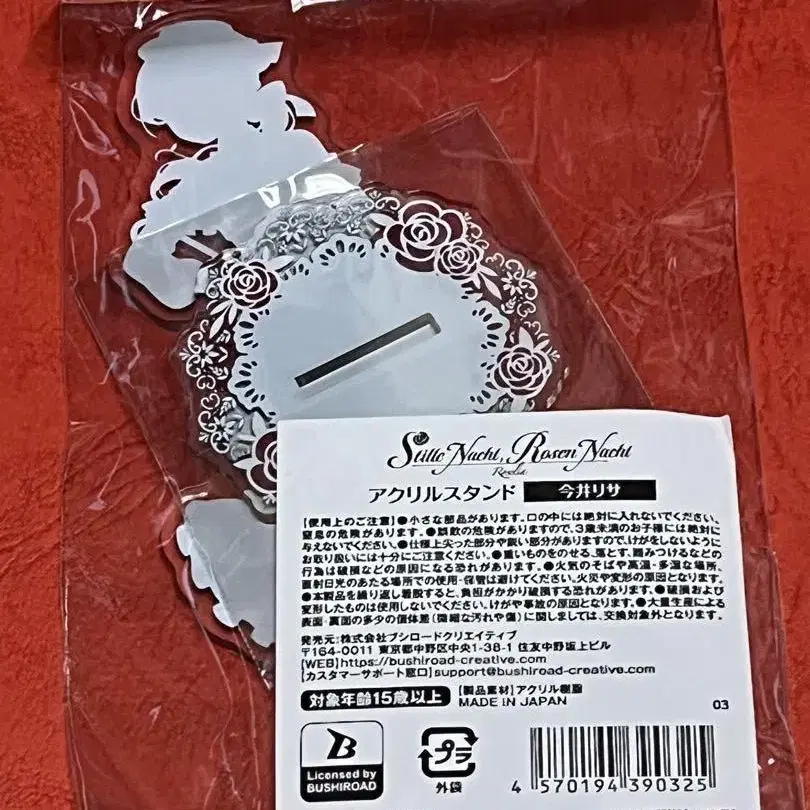 Stille Nacht, Rosen Nacht
Roselia
アクリルスタンド 今井リサ
【使用上のご注意】●小さな部品があります。口の中には絶対に入れないでください。
窒息の危険があります。●誤飲の危険がありますので、3歳未満のお子様には絶対に
与えないでください。●仕様上尖った部分や鋭い部分がありますので、けがをしないように
お取り扱いには十分にご注意ください。●重いものをのせる、落とす、踏みつけるなどの
行為は破損などの原因になる恐れがあります。●火気のそばや高温・多湿な場所、
直射日光のあたる場所での使用・保管は避けてください。火災や変形の原因となります。
●本製品を繰り返し着脱すると、負担がかかり破損する恐れがあります。●破損および
変形したものは使用しないでください。けがや事故の原因となります。●大量生産による
表面・裏面の多少の個体差(微細な汚れや傷)に関しましては、交換対象外となります。
発売元:株式会社ブシロードクリエイティブ
〒164-0011 東京都中野区中央1-38-1 住友中野坂上ビル
【WEB】https://bushiroad-creative.com
【カスタマーサポート窓口】support@bushiroad-creative.com
対象年齢15歳以上 【製品素材】アクリル樹脂
MADE IN JAPAN 03
B
Licensed by
BUSHIROAD
プラ
外袋
4 570194 390325